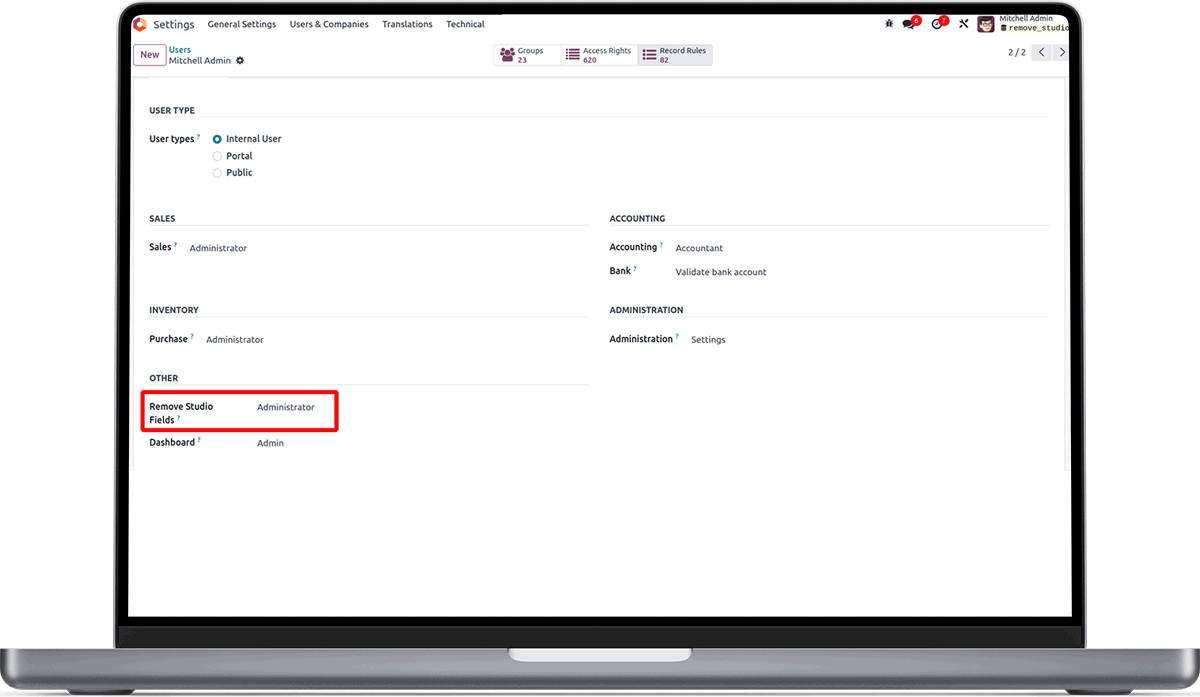 Settings General Settings Users & Companies Translations Technical 6 7 Mitchell Admin
remove_studio
New Users Groups 23 Access Rights 620 Record Rules 82 2 / 2
Mitchell Admin
USER TYPE
User types ? Internal User
Portal
Public
SALES ACCOUNTING
Sales ? Administrator Accounting ? Accountant
Bank ? Validate bank account
INVENTORY ADMINISTRATION
Purchase ? Administrator Administration ? Settings
OTHER
Remove Studio Administrator
Fields ?
Dashboard ? Admin